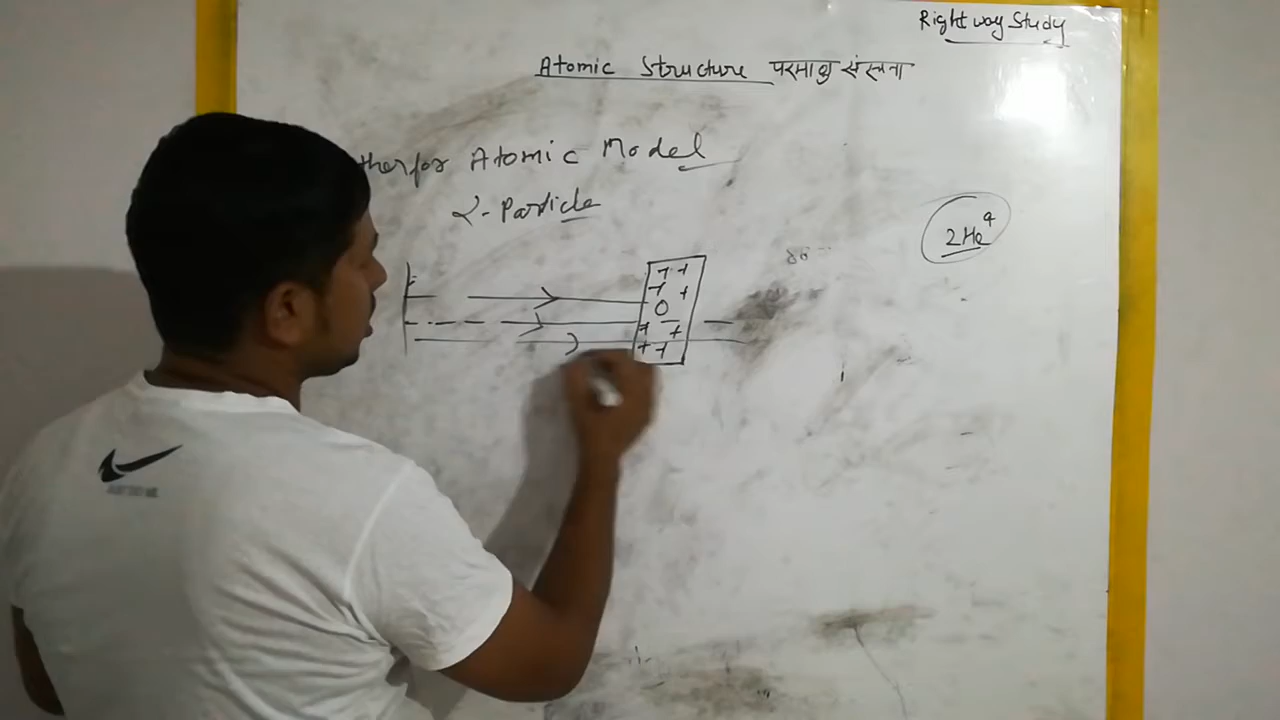 Right way Study
Atomic Structure परमाणु संरचना
therfor Atomic Model
α-Particle
2He4
+ +
+ +
O
+ +
+ +